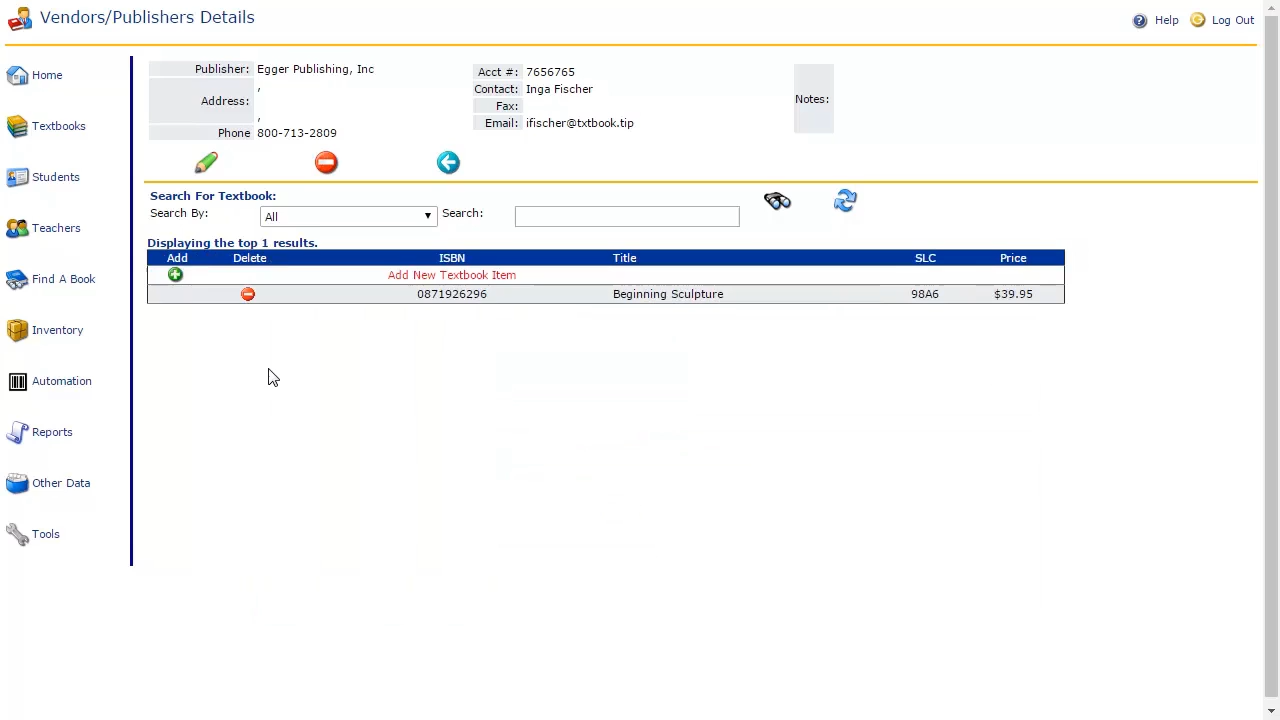 Vendors/Publishers Details
Help
Log Out
Home
Textbooks
Students
Teachers
Find A Book
Inventory
Automation
Reports
Other Data
Tools
Publisher: Egger Publishing, Inc
Address: ,
,
Phone 800-713-2809
Acct #: 7656765
Contact: Inga Fischer
Fax:
Email: ifischer@txtbook.tip
Notes:
Search For Textbook:
Search By: All Search:
Displaying the top 1 results.
Add Delete ISBN Title SLC Price
Add New Textbook Item
0871926296 Beginning Sculpture 98A6 $39.95